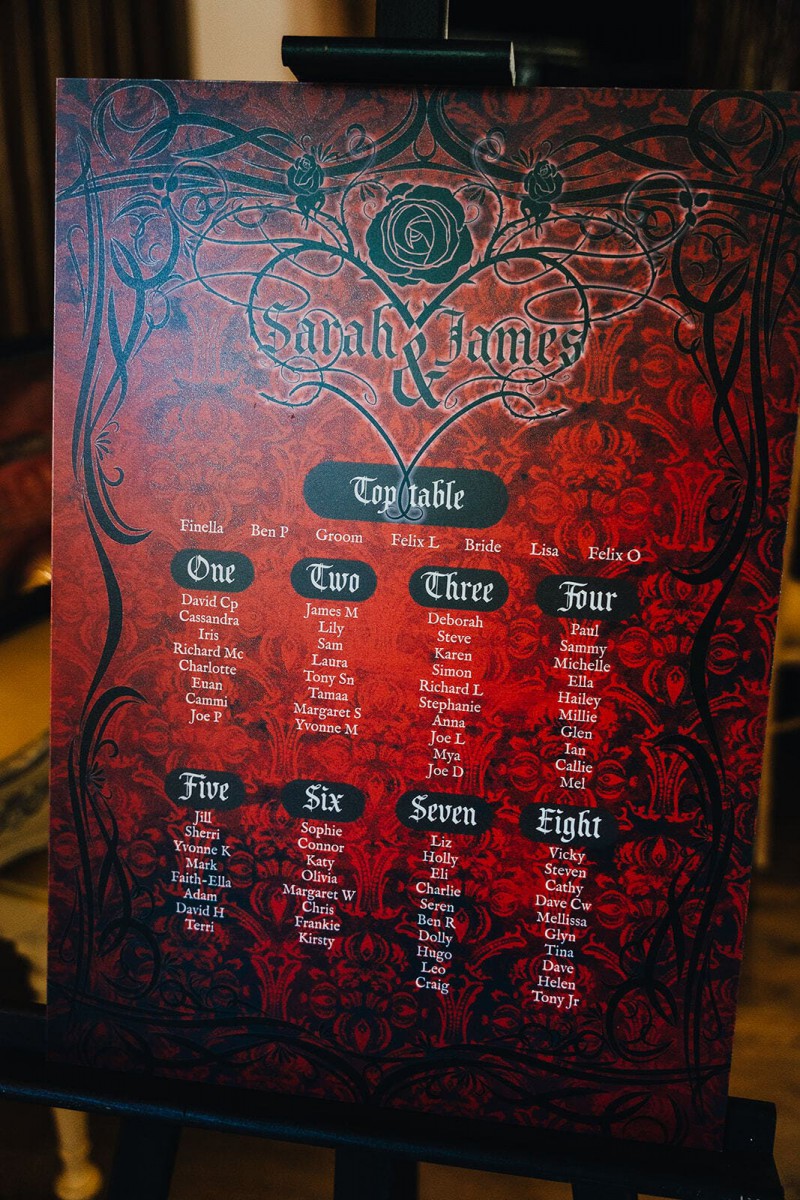 Sarah & James
Top table
Finella Ben P Groom Felix L Bride Lisa Felix O
One
David Cp
Cassandra
Iris
Richard Mc
Charlotte
Euan
Cammi
Joe P
Two
James M
Lily
Sam
Laura
Tony Sn
Tamaa
Margaret S
Yvonne M
Three
Deborah
Steve
Karen
Simon
Richard L
Stephanie
Anna
Joe L
Mya
Joe D
Four
Paul
Sammy
Michelle
Ella
Hailey
Millie
Glen
Ian
Callie
Mel
Five
Jill
Sherri
Yvonne K
Mark
Faith-Ella
Adam
David H
Terri
Six
Sophie
Connor
Katy
Olivia
Margaret W
Chris
Frankie
Kirsty
Seven
Liz
Holly
Eli
Charlie
Seren
Ben R
Dolly
Hugo
Leo
Craig
Eight
Vicky
Steven
Cathy
Dave Cw
Mellissa
Glyn
Tina
Dave
Helen
Tony Jr